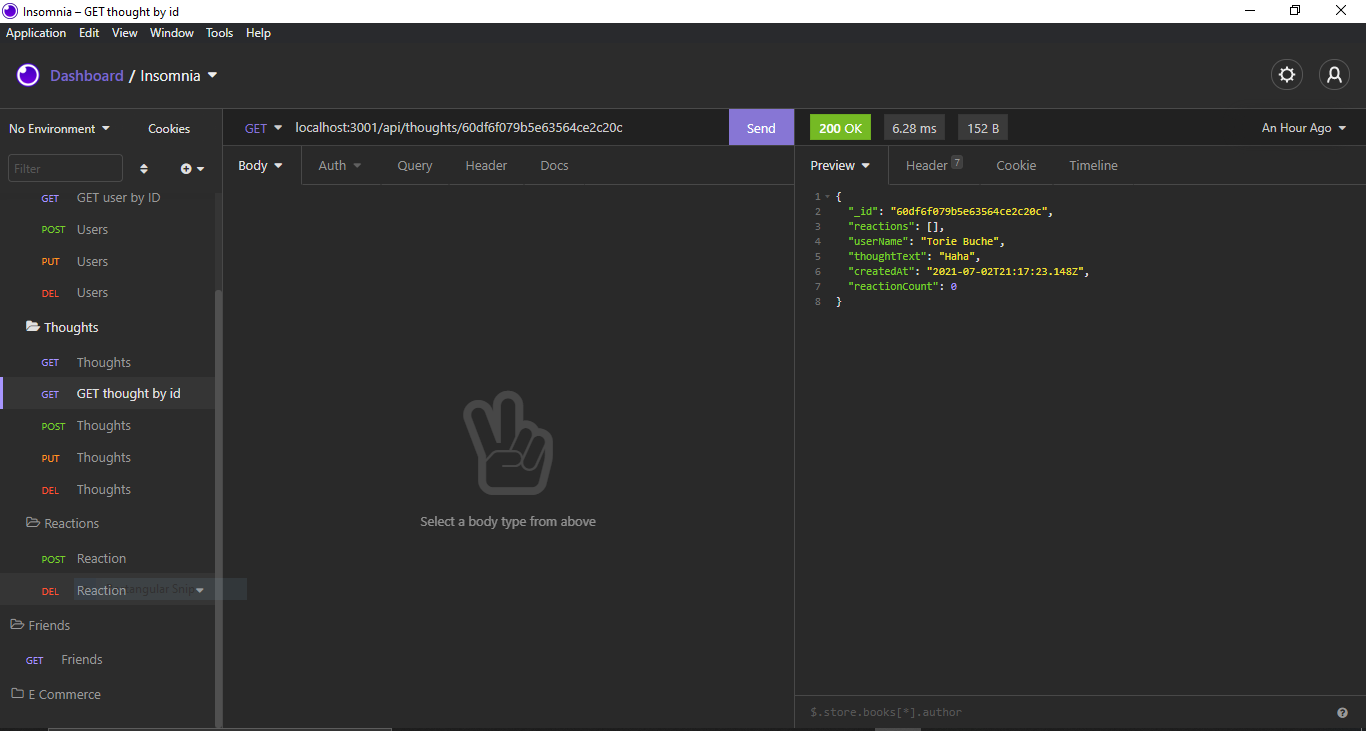 Insomnia – GET thought by id
Application Edit View Window Tools Help
Dashboard / Insomnia
No Environment Cookies
Filter
GET GET user by ID
POST Users
PUT Users
DEL Users
Thoughts
GET Thoughts
GET GET thought by id
POST Thoughts
PUT Thoughts
DEL Thoughts
Reactions
POST Reaction
DEL Reaction tangular Snip
Friends
GET Friends
E Commerce
GET localhost:3001/api/thoughts/60df6f079b5e63564ce2c20c Send
Body Auth Query Header Docs
Select a body type from above
200 OK 6.28 ms 152 B An Hour Ago
Preview Header 7 Cookie Timeline
1 {
2 "_id": "60df6f079b5e63564ce2c20c",
3 "reactions": [],
4 "userName": "Torie Buche",
5 "thoughtText": "Haha",
6 "createdAt": "2021-07-02T21:17:23.148Z",
7 "reactionCount": 0
8 }
$.store.books[*].author